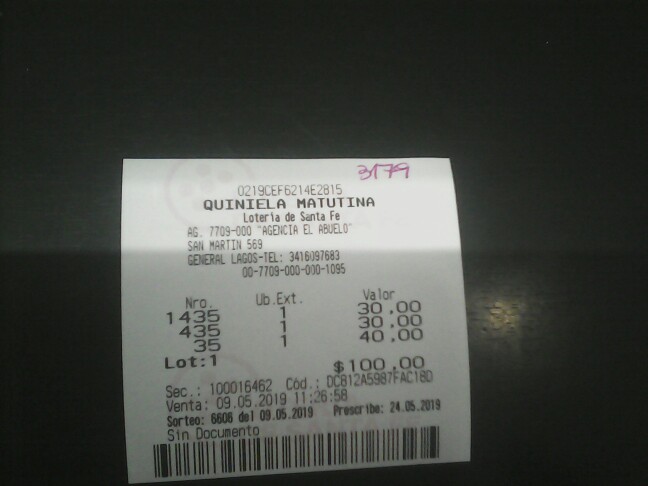 3179
0219CEF6214E2815
QUINIELA MATUTINA
Loteria de Santa Fe
AG. 7709-000 "AGENCIA EL ABUELO"
SAN MARTIN 569
GENERAL LAGOS-TEL: 3416097683
00-7709-000-000-1095
Nro. Ub.Ext. Valor
1435 1 30,00
435 1 30,00
35 1 40,00
Lot:1 $100,00
Sec.: 100016462 Cód.: DC812A5987FAC18D
Venta: 09.05.2019 11:26:58
Sorteo: 6606 del 09.05.2019 Prescribe: 24.05.2019
Sin Documento